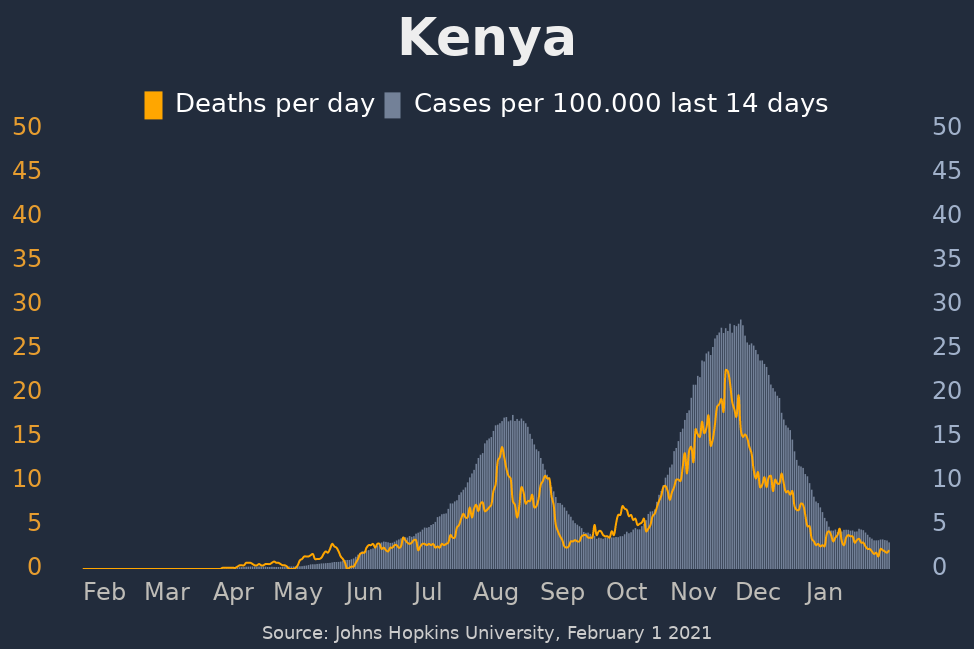 Kenya
Deaths per day Cases per 100.000 last 14 days
50 50
45 45
40 40
35 35
30 30
25 25
20 20
15 15
10 10
5 5
0 0
Feb Mar Apr May Jun Jul Aug Sep Oct Nov Dec Jan
Source: Johns Hopkins University, February 1 2021